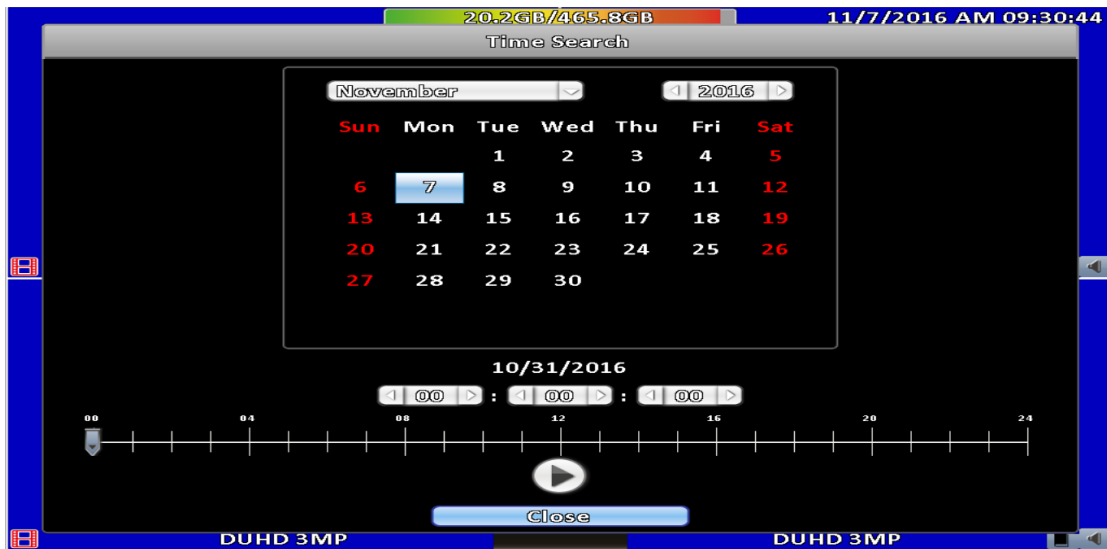 20.2GB/465.8GB 11/7/2016 AM 09:30:44
Time Search
November 2016
Sun Mon Tue Wed Thu Fri Sat
1 2 3 4 5
6 7 8 9 10 11 12
13 14 15 16 17 18 19
20 21 22 23 24 25 26
27 28 29 30
10/31/2016
00 : 00 : 00
00 04 08 12 16 20 24
Close
DUHD 3MP DUHD 3MP